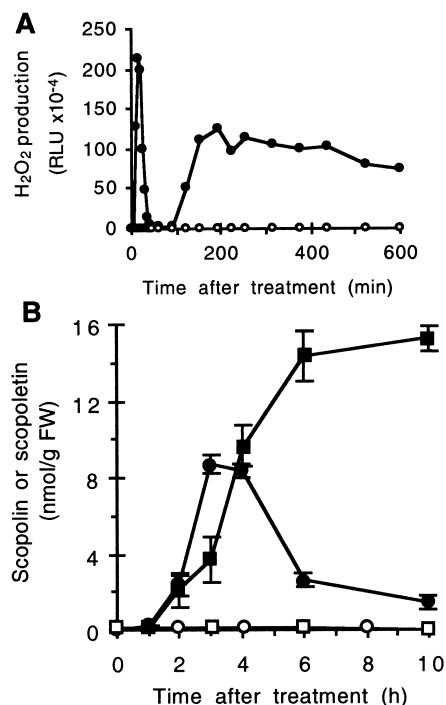 A
250
200
150
100
50
0
H2O2 production
(RLU x10-4)
0 200 400 600
Time after treatment (min)
B
16
12
8
4
0
Scopolin or scopoletin
(nmol/g FW)
0 2 4 6 8 10
Time after treatment (h)